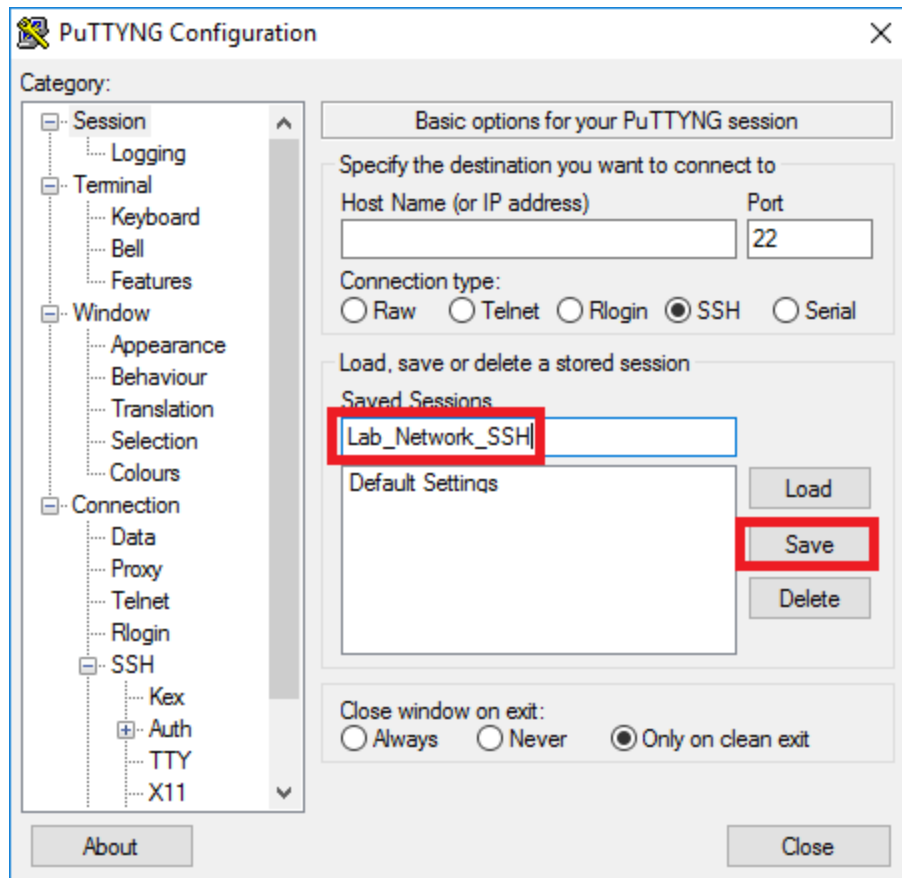 PuTTYNG Configuration
Category:
Session
Logging
Terminal
Keyboard
Bell
Features
Window
Appearance
Behaviour
Translation
Selection
Colours
Connection
Data
Proxy
Telnet
Rlogin
SSH
Kex
Auth
TTY
X11
Basic options for your PuTTYNG session
Specify the destination you want to connect to
Host Name (or IP address) Port
22
Connection type:
Raw Telnet Rlogin SSH Serial
Load, save or delete a stored session
Saved Sessions
Lab_Network_SSH
Default Settings
Load
Save
Delete
Close window on exit:
Always Never Only on clean exit
About Close